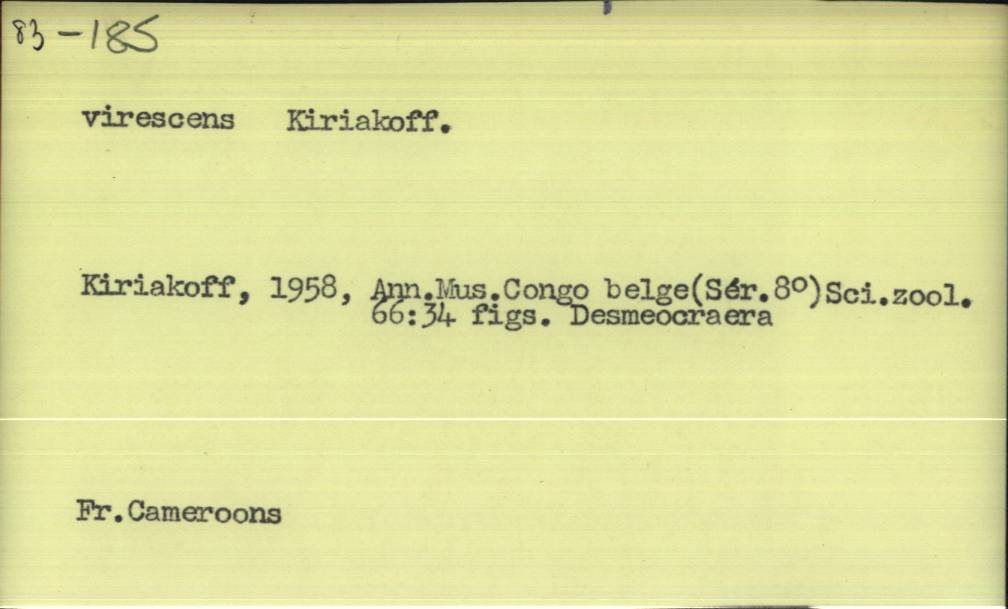 83-185
virescens Kiriakoff.
Kiriakoff, 1958, Ann.Mus.Congo belge(Sér.8º)Sci.zool.
66:34 figs. Desmeocraera
Fr.Cameroons